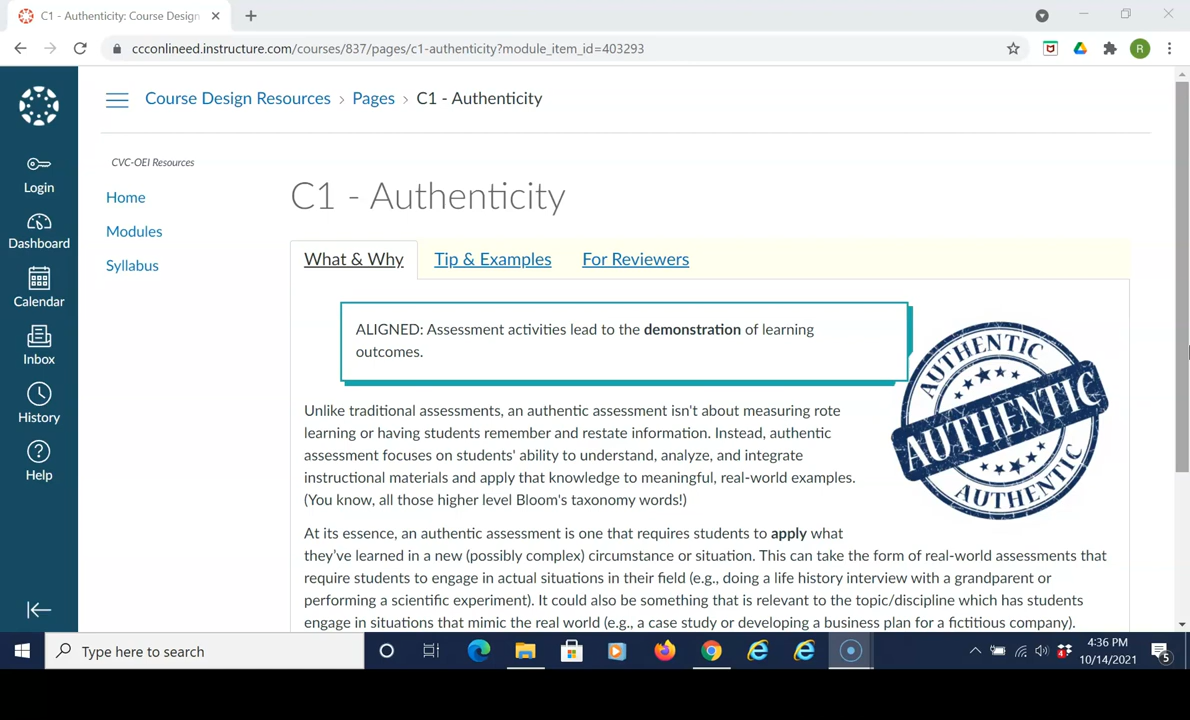 C1 - Authenticity: Course Design
ccconlineed.instructure.com/courses/837/pages/c1-authenticity?module_item_id=403293
R
Course Design Resources › Pages › C1 - Authenticity
Login
Dashboard
Calendar
Inbox
History
Help
CVC-OEI Resources
Home
Modules
Syllabus
C1 - Authenticity
What & Why Tip & Examples For Reviewers
ALIGNED: Assessment activities lead to the demonstration of learning
outcomes.
AUTHENTIC
AUTHENTIC
AUTHENTIC
Unlike traditional assessments, an authentic assessment isn't about measuring rote
learning or having students remember and restate information. Instead, authentic
assessment focuses on students' ability to understand, analyze, and integrate
instructional materials and apply that knowledge to meaningful, real-world examples.
(You know, all those higher level Bloom's taxonomy words!)
At its essence, an authentic assessment is one that requires students to apply what
they've learned in a new (possibly complex) circumstance or situation. This can take the form of real-world assessments that
require students to engage in actual situations in their field (e.g., doing a life history interview with a grandparent or
performing a scientific experiment). It could also be something that is relevant to the topic/discipline which has students
engage in situations that mimic the real world (e.g., a case study or developing a business plan for a fictitious company).
Type here to search
4
4:36 PM
10/14/2021
5